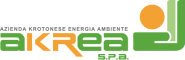 AZIENDA KROTONESE ENERGIA AMBIENTE
aKRea
s.p.a.